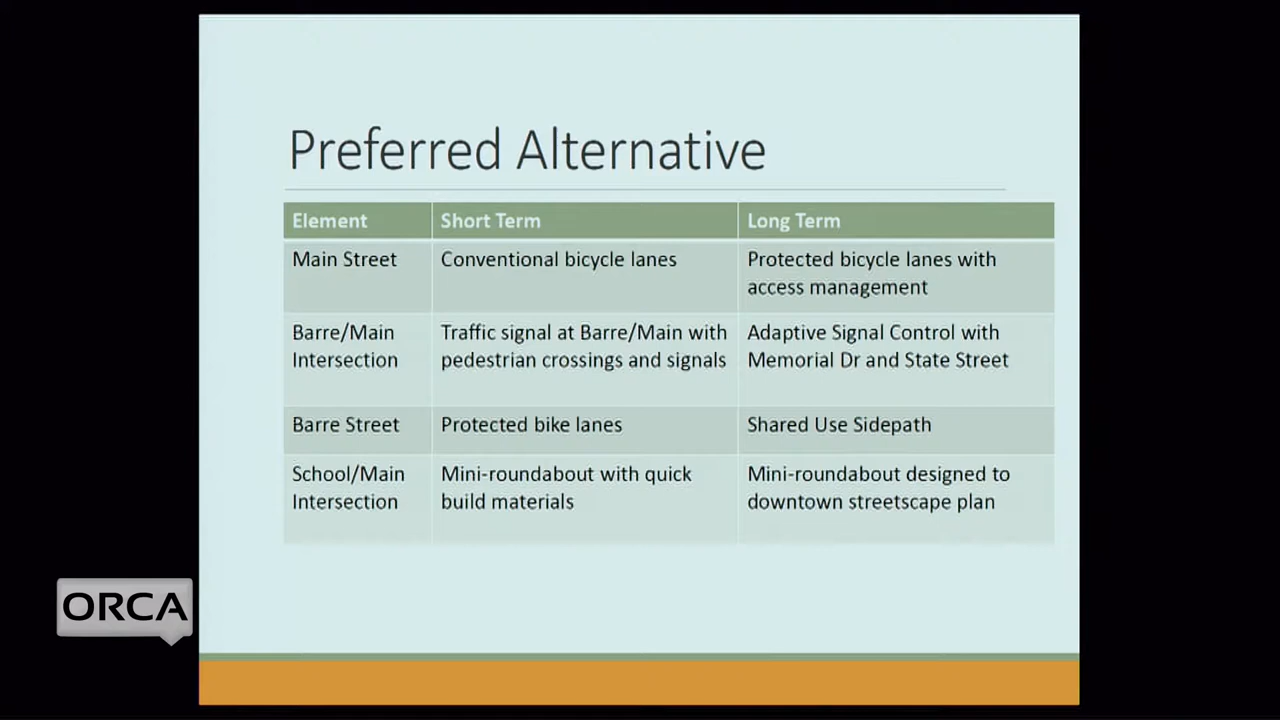 Preferred Alternative
Element Short Term Long Term
Main Street Conventional bicycle lanes Protected bicycle lanes with
access management
Barre/Main Traffic signal at Barre/Main with Adaptive Signal Control with
Intersection pedestrian crossings and signals Memorial Dr and State Street
Barre Street Protected bike lanes Shared Use Sidepath
School/Main Mini-roundabout with quick Mini-roundabout designed to
Intersection build materials downtown streetscape plan
ORCA